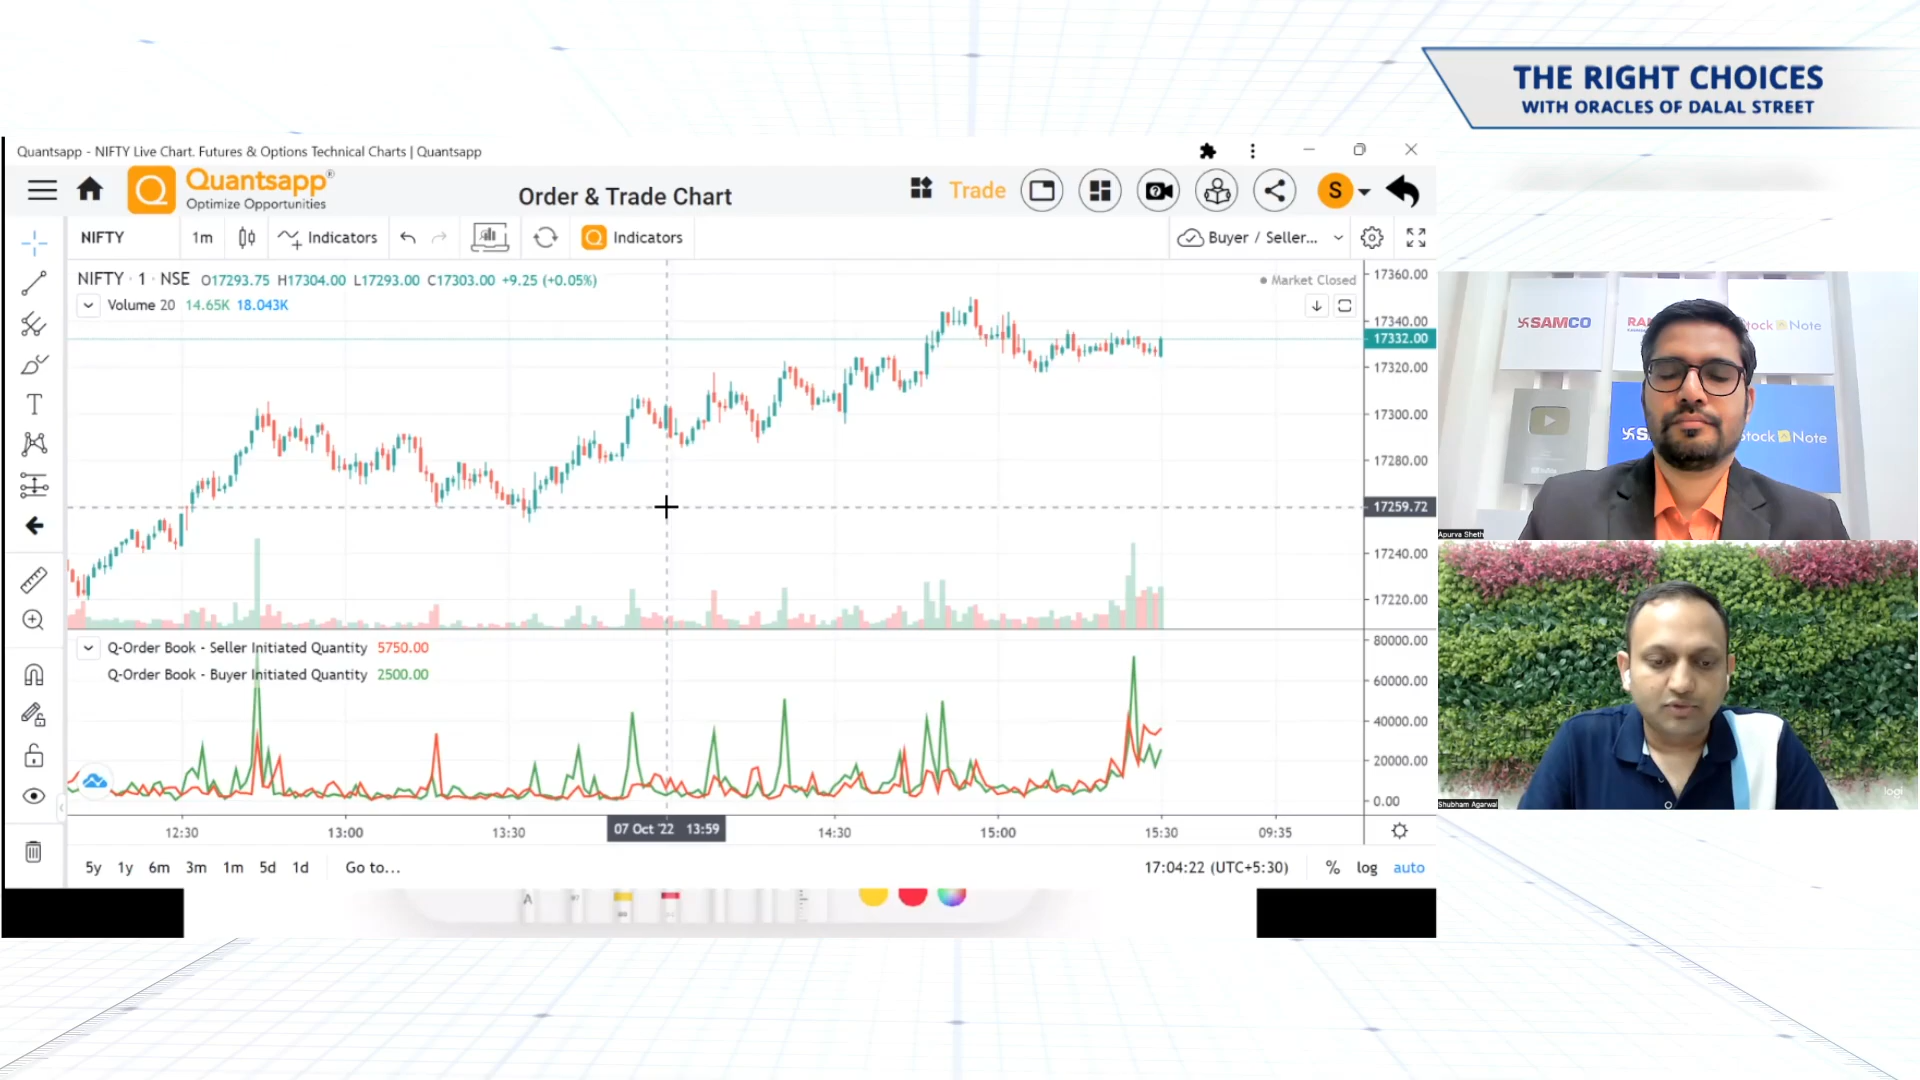 THE RIGHT CHOICES
WITH ORACLES OF DALAL STREET
Quantsapp - NIFTY Live Chart. Futures & Options Technical Charts | Quantsapp
Quantsapp®
Optimize Opportunities
Order & Trade Chart
Trade
S
NIFTY
1m
Indicators
Indicators
Buyer / Seller...
NIFTY · 1 · NSE O17293.75 H17304.00 L17293.00 C17303.00 +9.25 (+0.05%)
Market Closed
Volume 20 14.65K 18.043K
17360.00
17340.00
17332.00
17320.00
17300.00
17280.00
17259.72
17240.00
17220.00
Q-Order Book - Seller Initiated Quantity 5750.00
Q-Order Book - Buyer Initiated Quantity 2500.00
80000.00
60000.00
40000.00
20000.00
0.00
12:30
13:00
13:30
07 Oct '22 13:59
14:30
15:00
15:30
09:35
5y 1y 6m 3m 1m 5d 1d
Go to...
17:04:22 (UTC+5:30)
% log auto
SAMCO
Stock Note
Apurva Sheth
logi
Shubham Agarwal